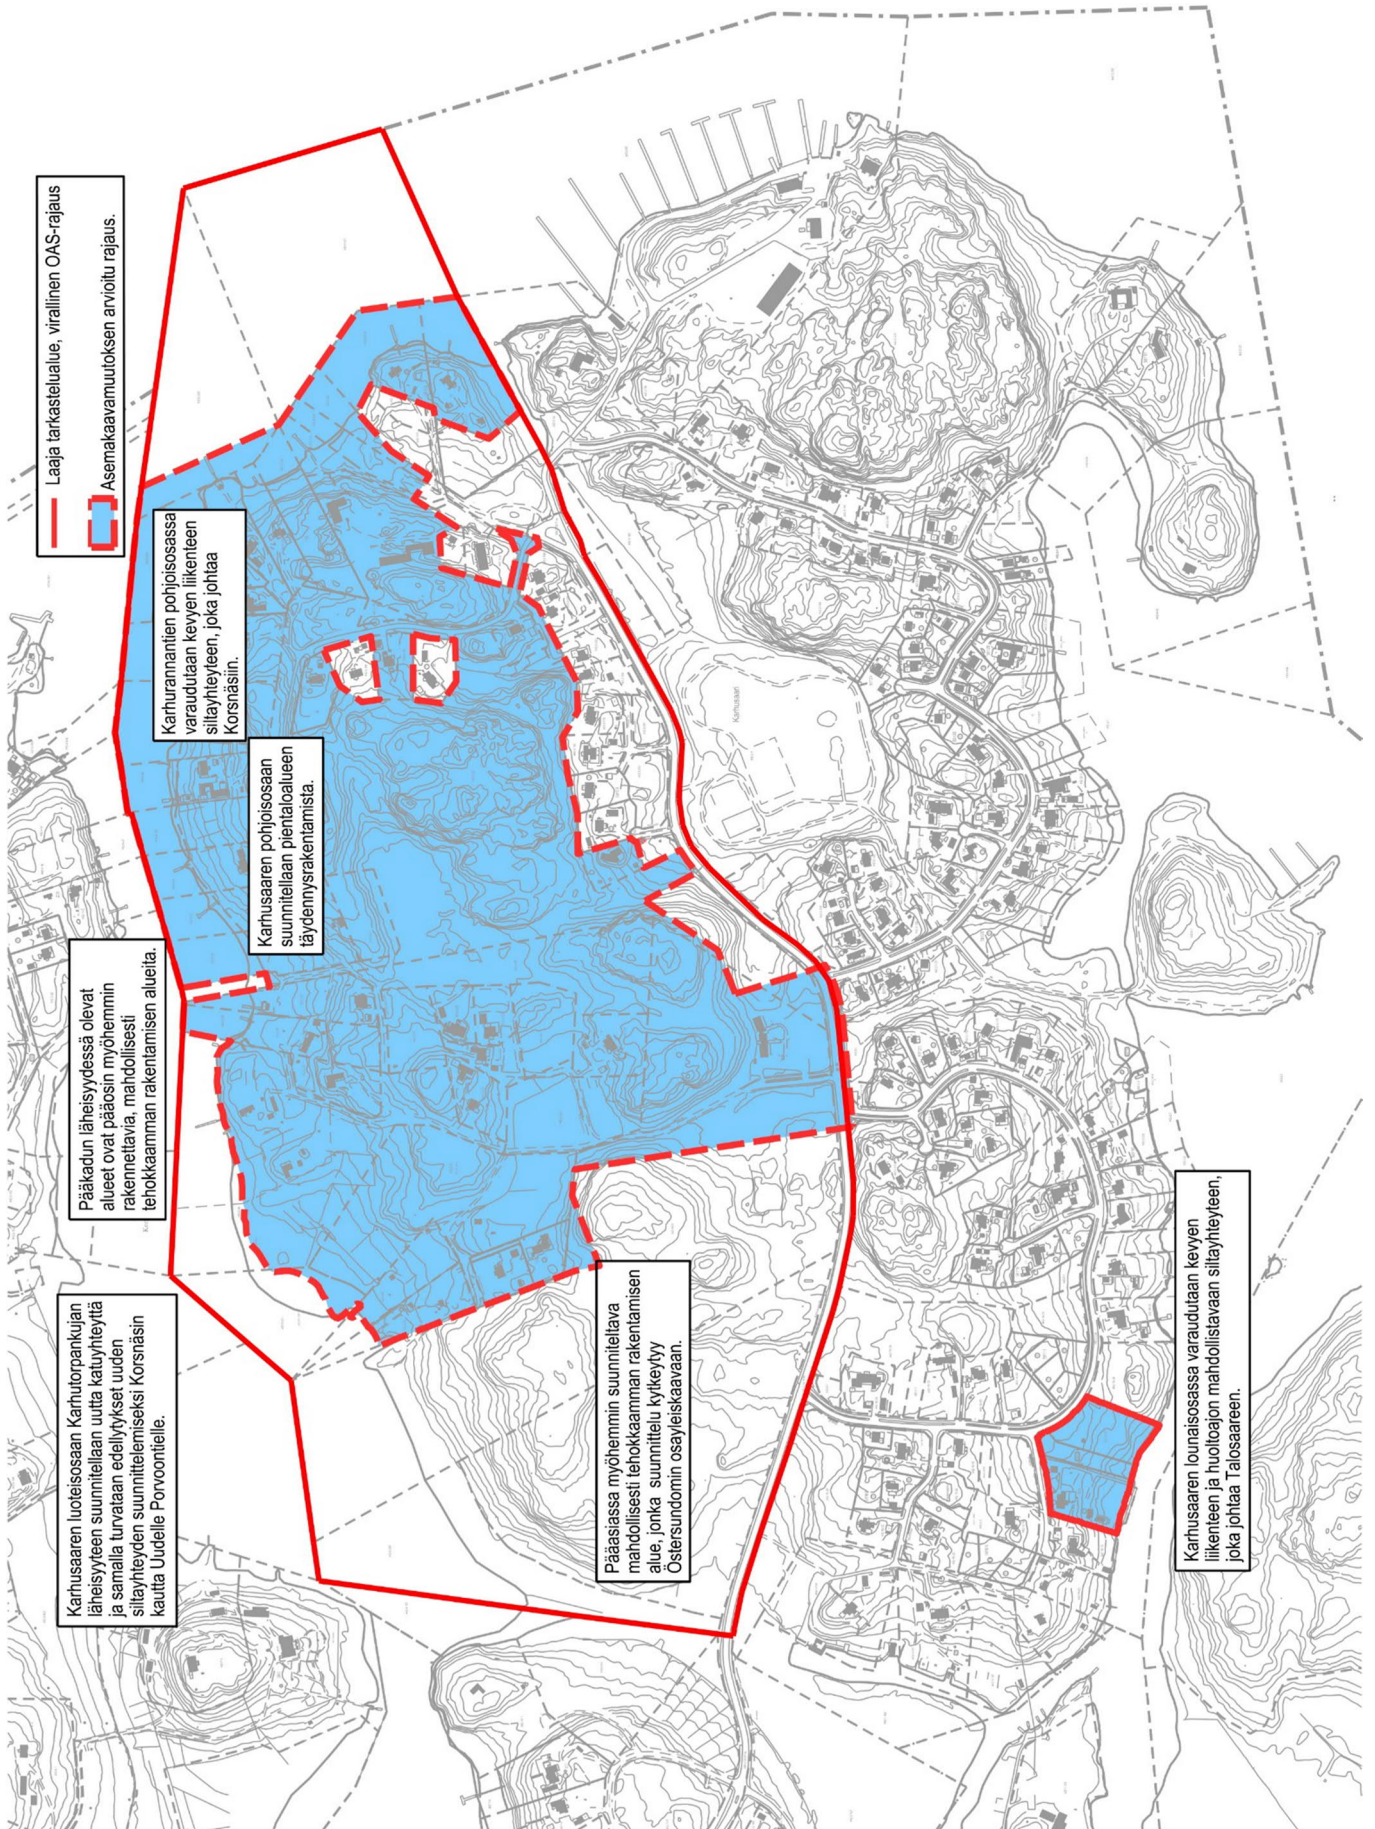 Laaja tarkastelualue, virallinen OAS-rajaus
Asemakaavamuutoksen arvioitu rajaus.
Karhusaaren luoteisosaan Karhutorpankujan
läheisyyteen suunnitellaan uutta katuyhteyttä
ja samalla turvataan edellytykset uuden
siltayhteyden suunnittelemiseksi Korsnäsin
kautta Uudelle Porvoontielle.
Pääkadun läheisyydessä olevat
alueet ovat pääosin myöhemmin
rakennettavia, mahdollisesti
tehokkaamman rakentamisen alueita.
Karhusaaren pohjoisosaan
suunnitellaan pientaloalueen
täydennysrakentamista.
Karhurannantien pohjoisosassa
varaudutaan kevyen liikenteen
siltayhteyteen, joka johtaa
Korsnäsiin.
Pääasiassa myöhemmin suunniteltava
mahdollisesti tehokkaamman rakentamisen
alue, jonka suunnittelu kytkeytyy
Östersundomin osayleiskaavaan.
Karhusaari
Karhusaaren lounaisosassa varaudutaan kevyen
liikenteen ja huoltoajon mahdollistavaan siltayhteyteen,
joka johtaa Talosaareen.